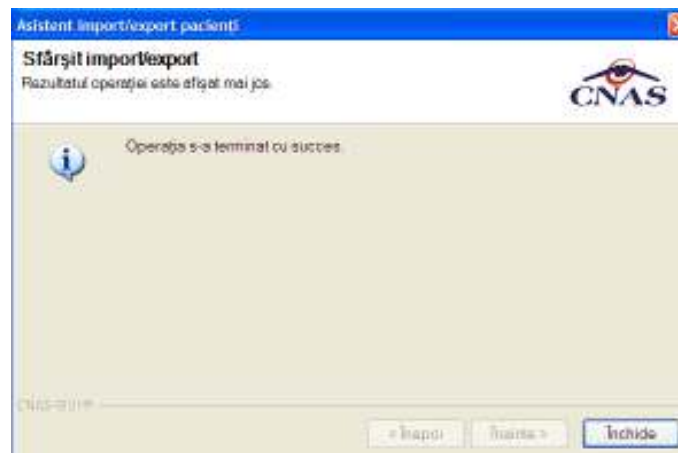 Asistent import/export pacienți
Sfârșit import/export
Rezultatul operației este afișat mai jos.
CNAS
Operația s-a terminat cu succes.
< Înapoi
Înainte >
Închide